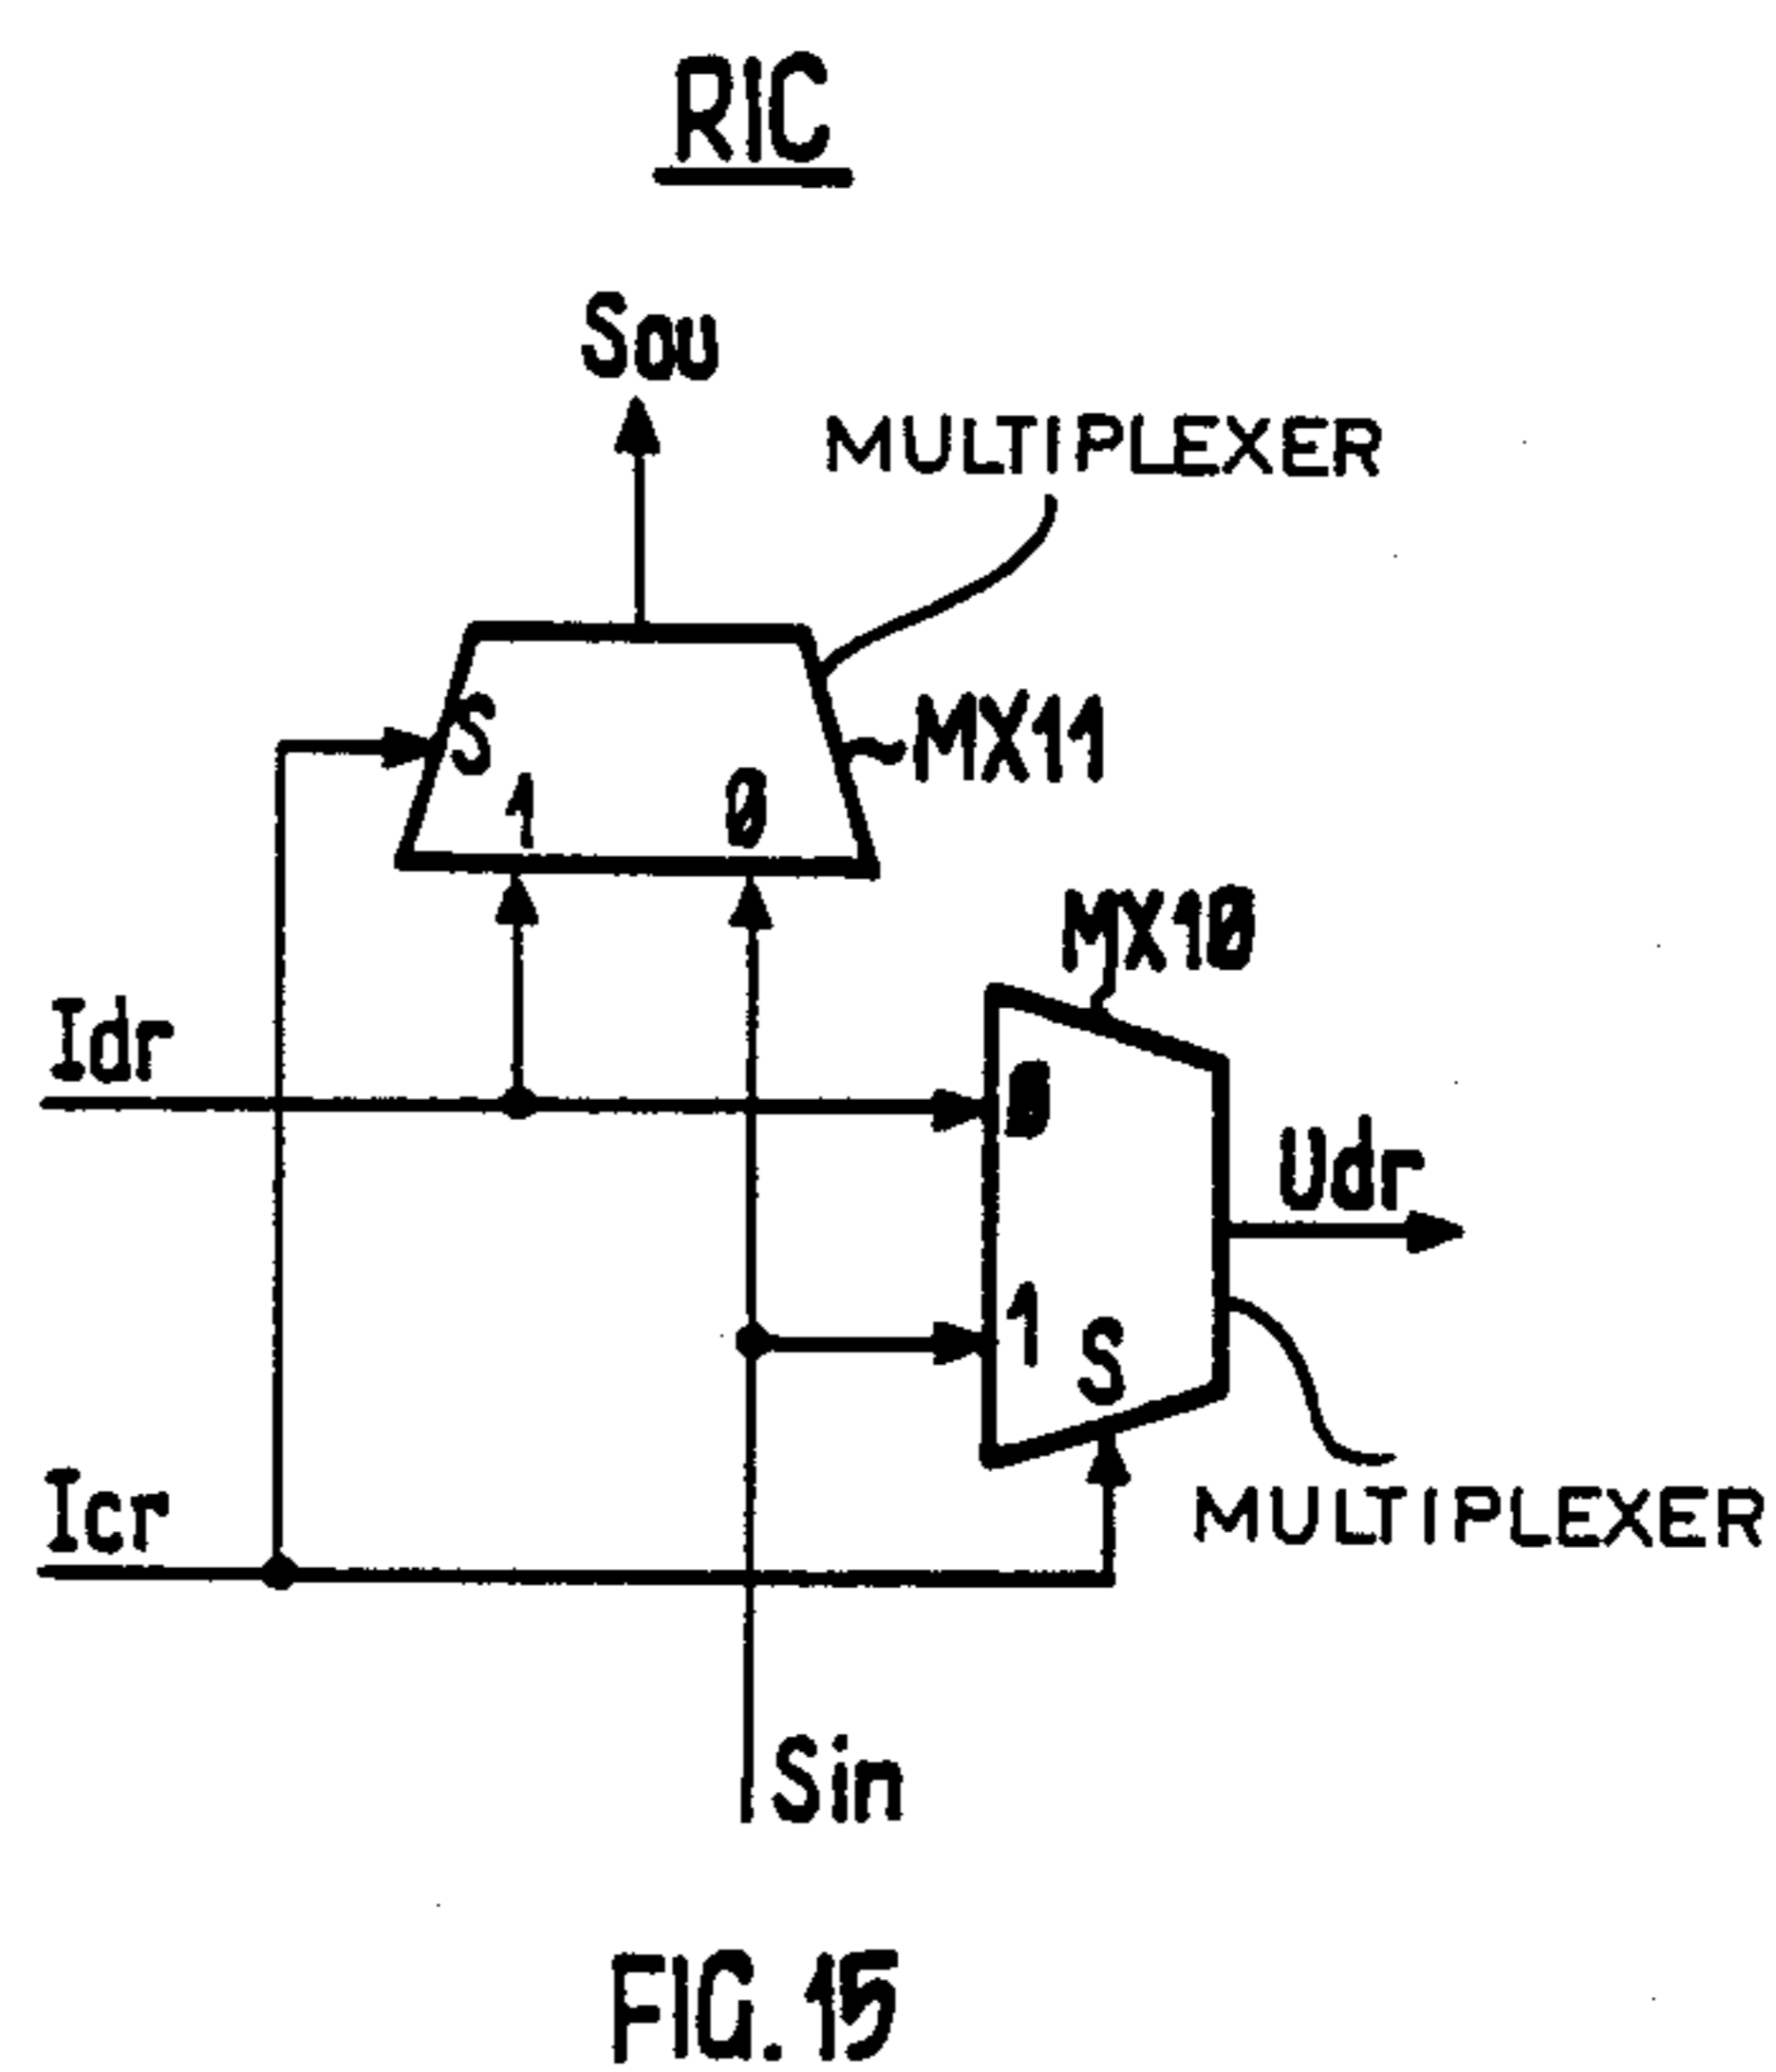 RIC
Sou
MULTIPLEXER
S
MX11
1 0
MX10
Idr
0
Udr
1
S
Icr
MULTIPLEXER
Sin
FIG. 15